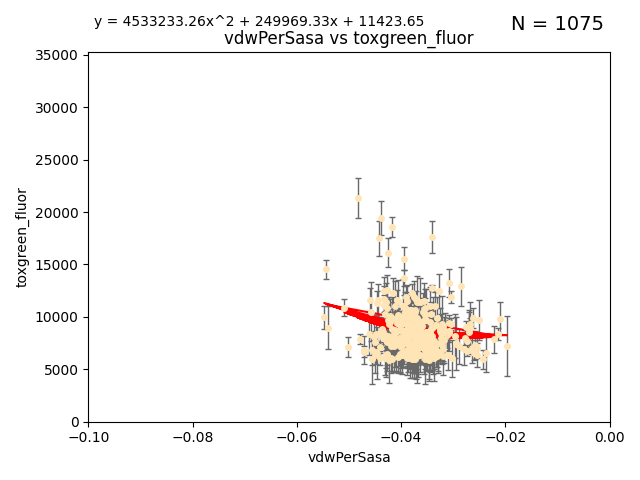 y = 4533233.26x^2 + 249969.33x + 11423.65
N = 1075
vdwPerSasa vs toxgreen_fluor
35000
30000
25000
20000
15000
10000
5000
0
toxgreen_fluor
−0.10
−0.08
−0.06
−0.04
−0.02
0.00
vdwPerSasa